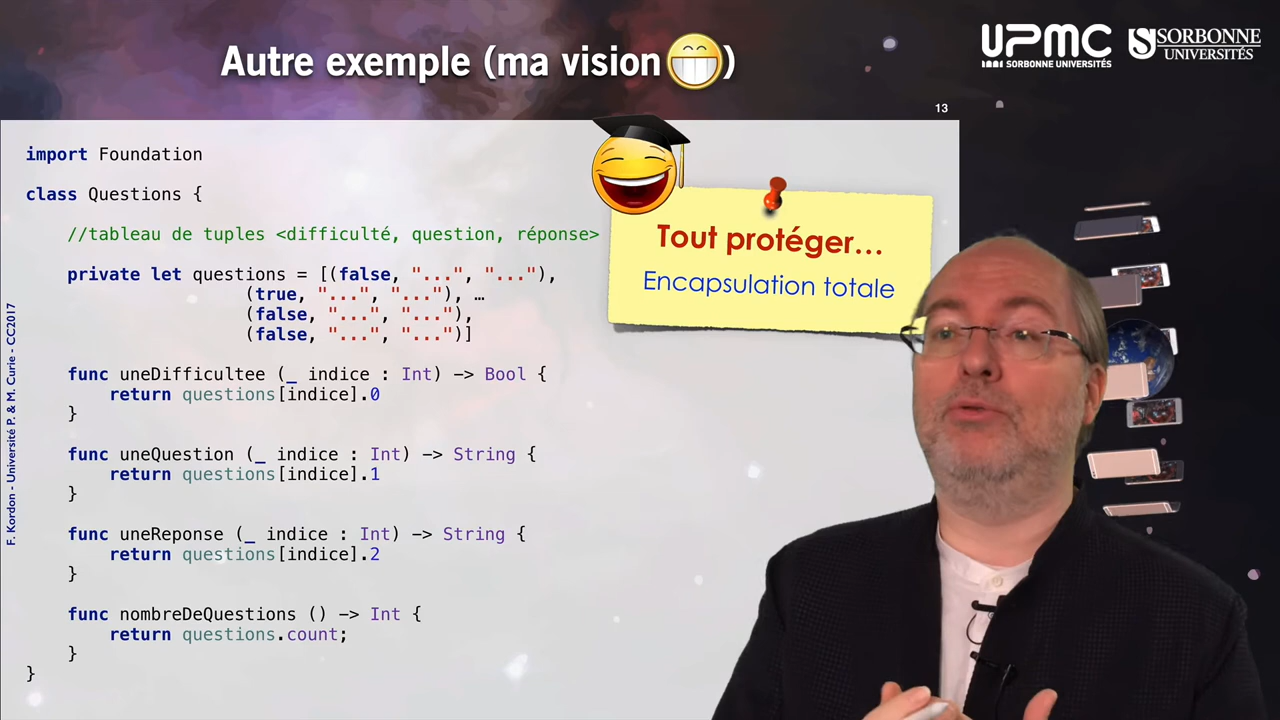 Autre exemple (ma vision )
UPMC
SORBONNE UNIVERSITÉS
SORBONNE
UNIVERSITÉS
13
import Foundation
class Questions {
//tableau de tuples <difficulté, question, réponse>
private let questions = [(false, "...", "..."),
(true, "...", "..."), …
(false, "...", "..."),
(false, "...", "...")]
func uneDifficultee (_ indice : Int) -> Bool {
return questions[indice].0
}
func uneQuestion (_ indice : Int) -> String {
return questions[indice].1
}
func uneReponse (_ indice : Int) -> String {
return questions[indice].2
}
func nombreDeQuestions () -> Int {
return questions.count;
}
}
Tout protéger…
Encapsulation totale
F. Kordon - Université P. & M. Curie - CC2017